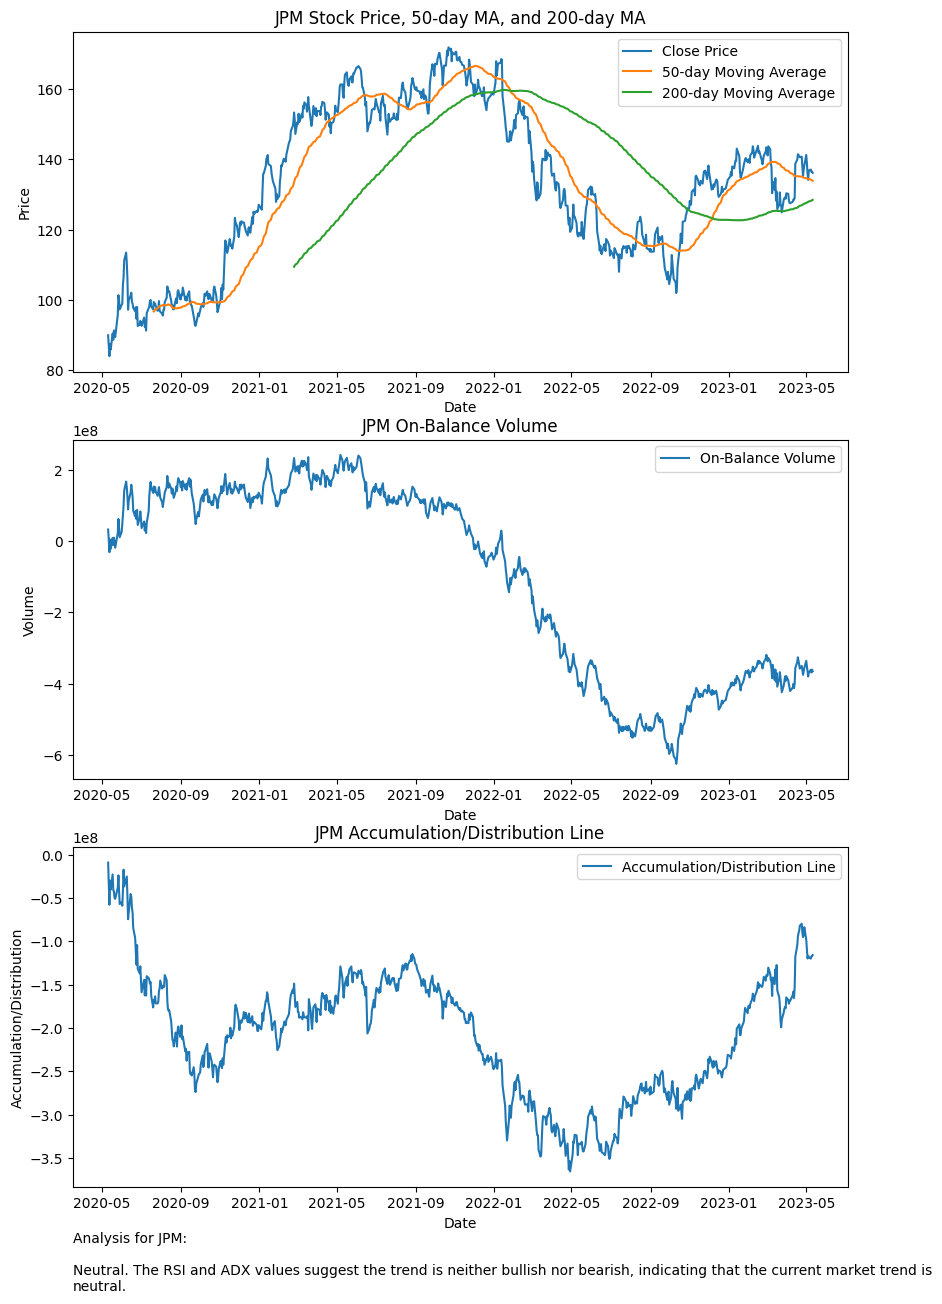 JPM Stock Price, 50-day MA, and 200-day MA
Close Price
50-day Moving Average
200-day Moving Average
Price
160
140
120
100
80
2020-05 2020-09 2021-01 2021-05 2021-09 2022-01 2022-05 2022-09 2023-01 2023-05
Date
JPM On-Balance Volume
1e8
On-Balance Volume
Volume
2
0
−2
−4
−6
2020-05 2020-09 2021-01 2021-05 2021-09 2022-01 2022-05 2022-09 2023-01 2023-05
Date
JPM Accumulation/Distribution Line
1e8
Accumulation/Distribution Line
Accumulation/Distribution
0.0
−0.5
−1.0
−1.5
−2.0
−2.5
−3.0
−3.5
2020-05 2020-09 2021-01 2021-05 2021-09 2022-01 2022-05 2022-09 2023-01 2023-05
Date
Analysis for JPM:
Neutral. The RSI and ADX values suggest the trend is neither bullish nor bearish, indicating that the current market trend is
neutral.